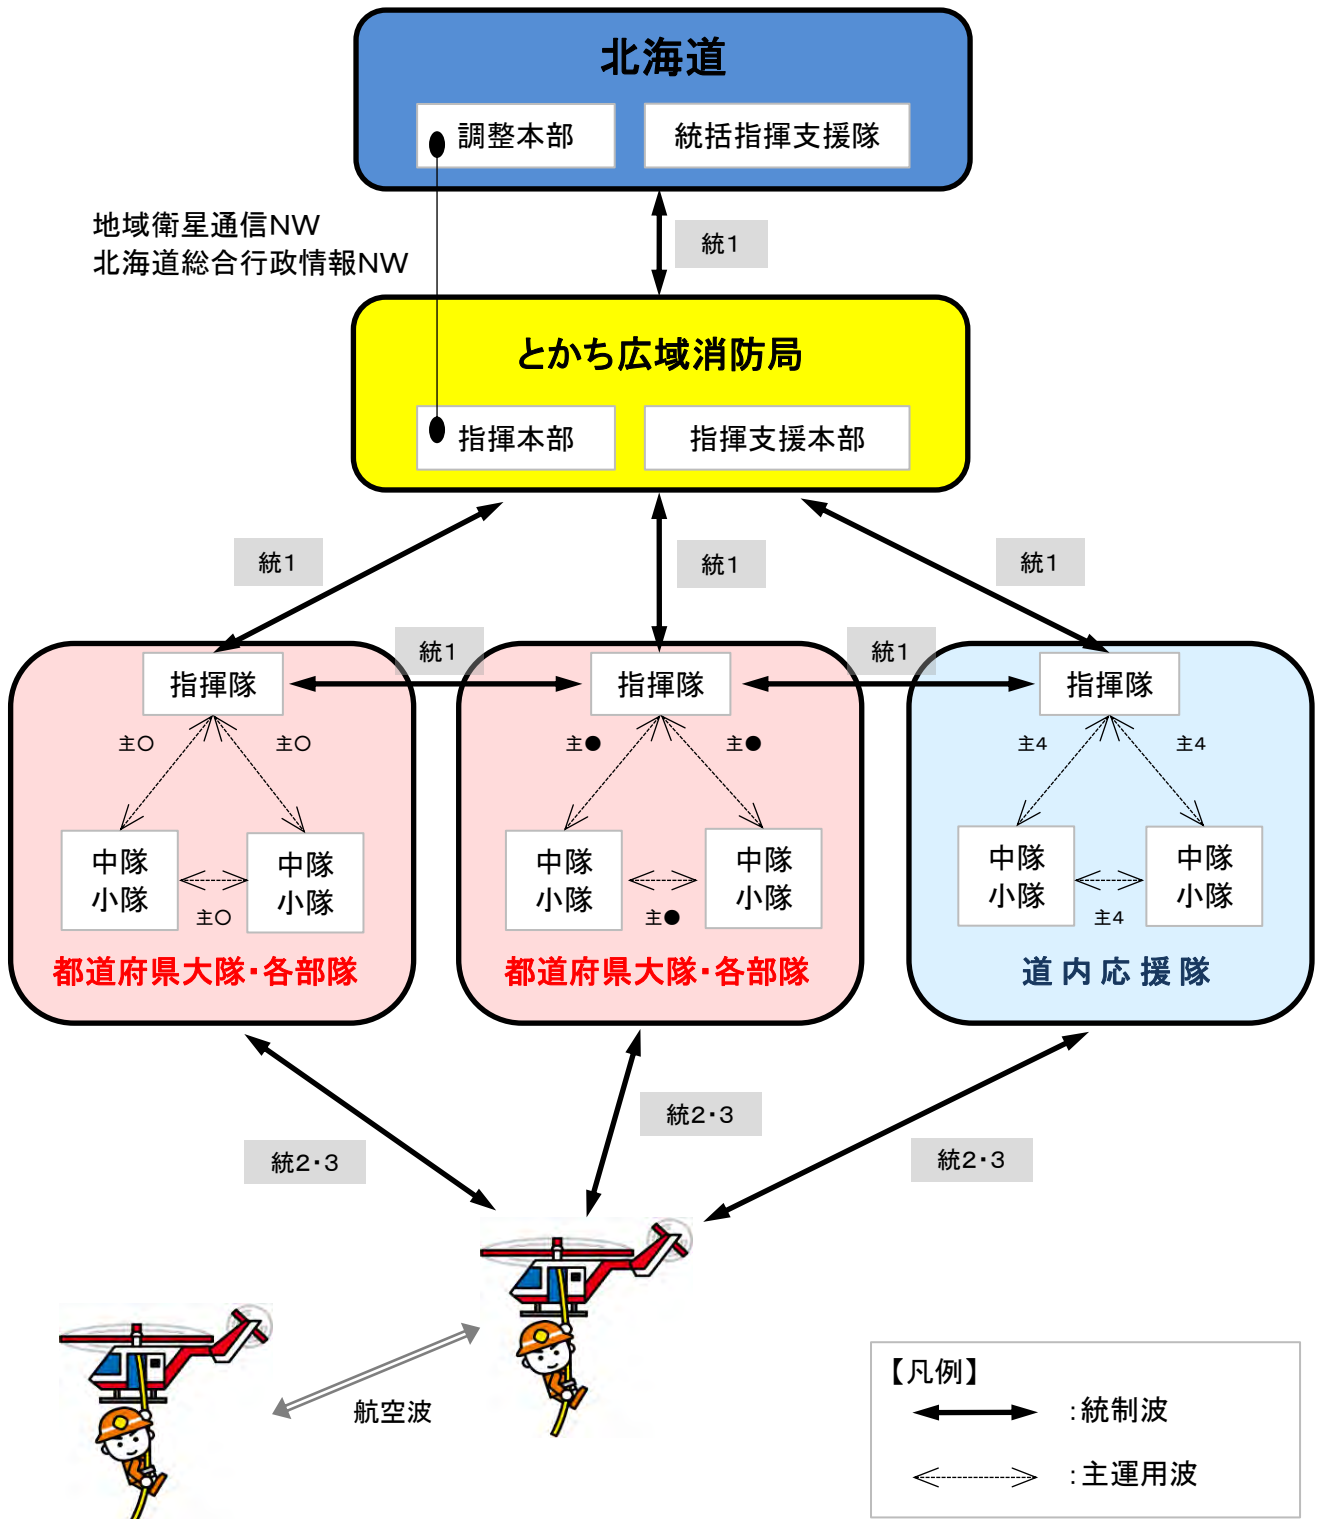 北海道
調整本部
統括指揮支援隊
地域衛星通信NW
北海道総合行政情報NW
統1
とかち広域消防局
指揮本部
指揮支援本部
統1
統1
統1
統1
統1
指揮隊
指揮隊
指揮隊
主〇
主〇
主●
主●
主4
主4
中隊
小隊
中隊
小隊
主〇
中隊
小隊
中隊
小隊
主●
中隊
小隊
中隊
小隊
主4
都道府県大隊・各部隊
都道府県大隊・各部隊
道内応援隊
統2・3
統2・3
統2・3
航空波
【凡例】
：統制波
：主運用波